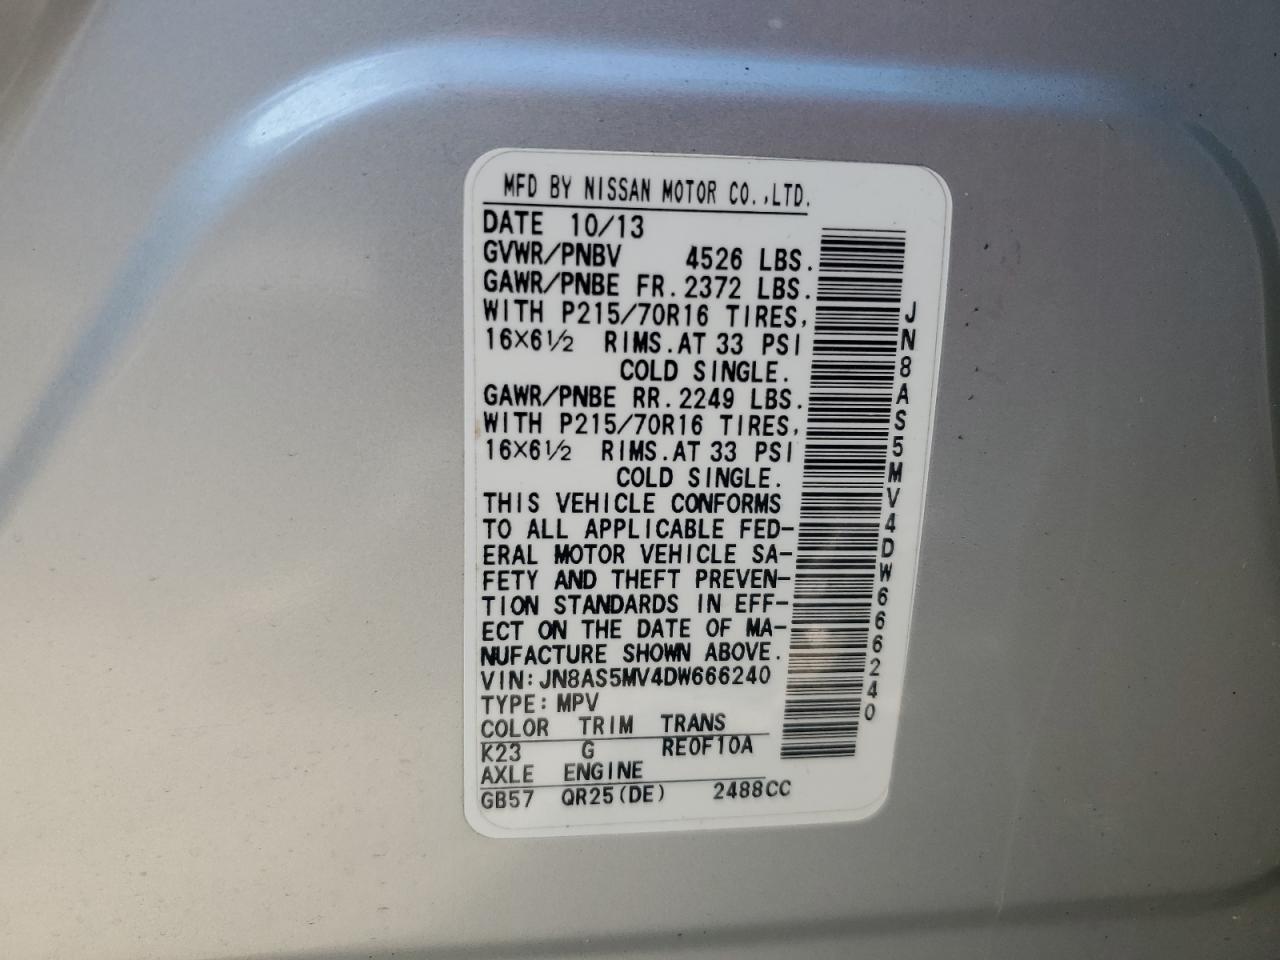 MFD BY NISSAN MOTOR CO.,LTD.
DATE 10/13
GVWR/PNBV 4526 LBS.
GAWR/PNBE FR. 2372 LBS.
WITH P215/70R16 TIRES,
16X6½ RIMS.AT 33 PSI
COLD SINGLE.
GAWR/PNBE RR. 2249 LBS.
WITH P215/70R16 TIRES,
16X6½ RIMS.AT 33 PSI
COLD SINGLE.
THIS VEHICLE CONFORMS
TO ALL APPLICABLE FED-
ERAL MOTOR VEHICLE SA-
FETY AND THEFT PREVEN-
TION STANDARDS IN EFF-
ECT ON THE DATE OF MA-
NUFACTURE SHOWN ABOVE.
VIN:JN8AS5MV4DW666240
TYPE:MPV
COLOR TRIM TRANS
K23 G RE0F10A
AXLE ENGINE
GB57 QR25(DE) 2488CC
JN8AS5MV4DW666240